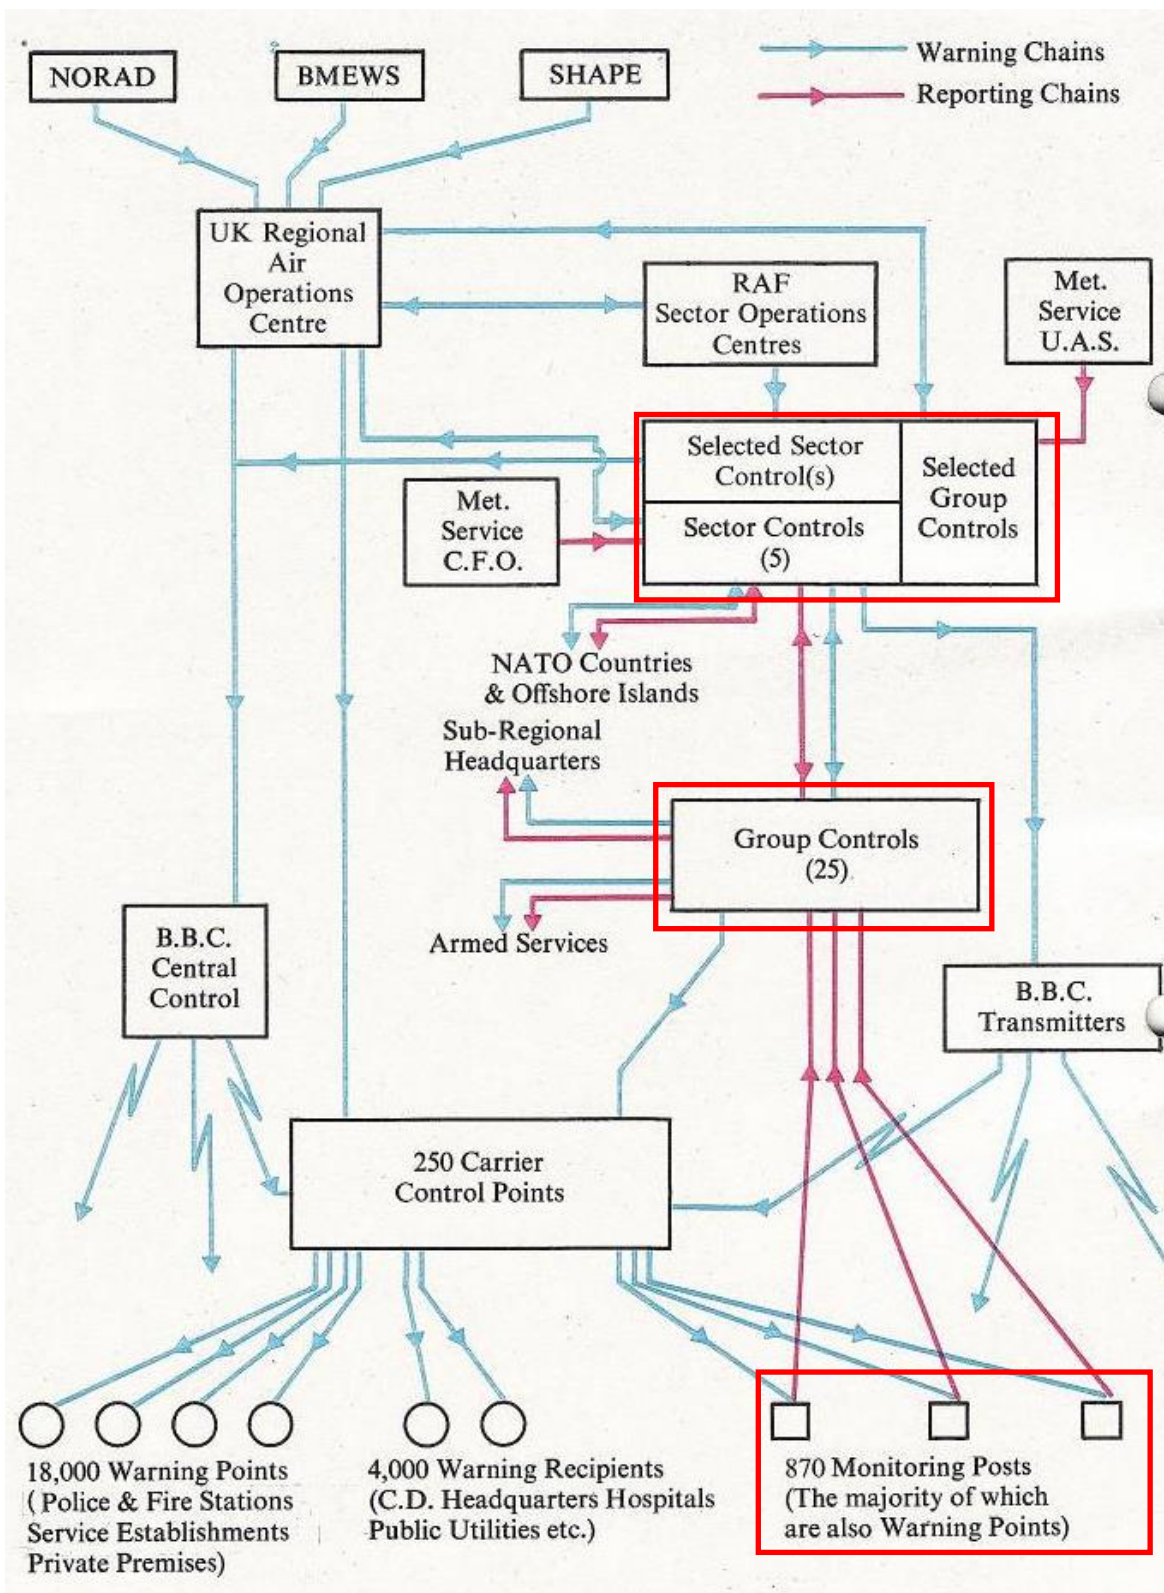 NORAD
BMEWS
SHAPE
Warning Chains
Reporting Chains
UK Regional
Air
Operations
Centre
RAF
Sector Operations
Centres
Met.
Service
U.A.S.
Selected Sector
Control(s)
Selected
Group
Controls
Sector Controls
(5)
Met.
Service
C.F.O.
NATO Countries
& Offshore Islands
Sub-Regional
Headquarters
Group Controls
(25)
Armed Services
B.B.C.
Central
Control
B.B.C.
Transmitters
250 Carrier
Control Points
18,000 Warning Points
(Police & Fire Stations
Service Establishments
Private Premises)
4,000 Warning Recipients
(C.D. Headquarters Hospitals
Public Utilities etc.)
870 Monitoring Posts
(The majority of which
are also Warning Points)